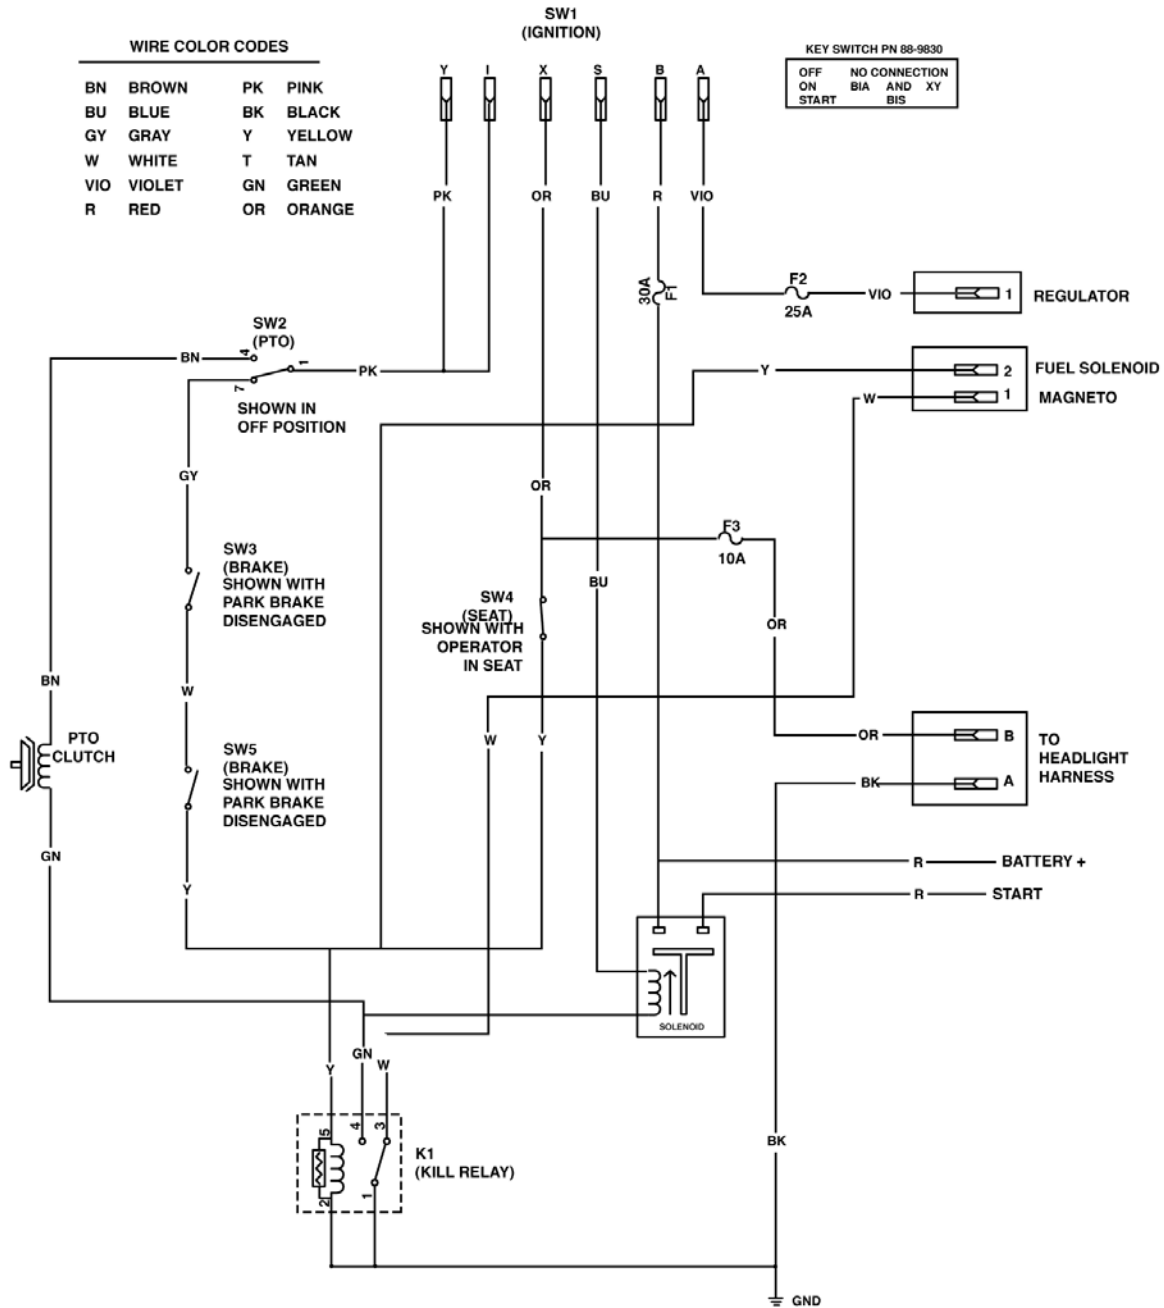 SW1
(IGNITION)
WIRE COLOR CODES
BN BROWN PK PINK
BU BLUE BK BLACK
GY GRAY Y YELLOW
W WHITE T TAN
VIO VIOLET GN GREEN
R RED OR ORANGE
KEY SWITCH PN 88-9830
OFF NO CONNECTION
ON BIA AND XY
START BIS
Y I X S B A
PK OR BU R VIO
30A
F1
F2
25A
VIO
1
REGULATOR
SW2
(PTO)
4
1
7
BN
PK
SHOWN IN
OFF POSITION
Y
2
FUEL SOLENOID
W
1
MAGNETO
GY
OR
F3
10A
SW3
(BRAKE)
SHOWN WITH
PARK BRAKE
DISENGAGED
BU
SW4
(SEAT)
SHOWN WITH
OPERATOR
IN SEAT
OR
BN
W
PTO
CLUTCH
SW5
(BRAKE)
SHOWN WITH
PARK BRAKE
DISENGAGED
W
Y
OR
B
BK
A
TO
HEADLIGHT
HARNESS
GN
Y
R
BATTERY +
R
START
SOLENOID
Y
GN
W
5
4
3
2
1
K1
(KILL RELAY)
BK
GND